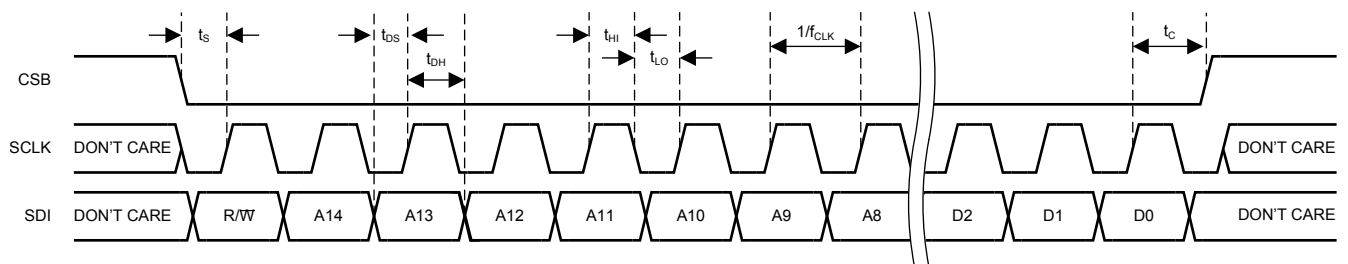 tS tDS tHI 1/fCLK tC
tDH tLO
CSB
SCLK DON'T CARE DON'T CARE
SDI DON'T CARE R/W̅ A14 A13 A12 A11 A10 A9 A8 D2 D1 D0 DON'T CARE